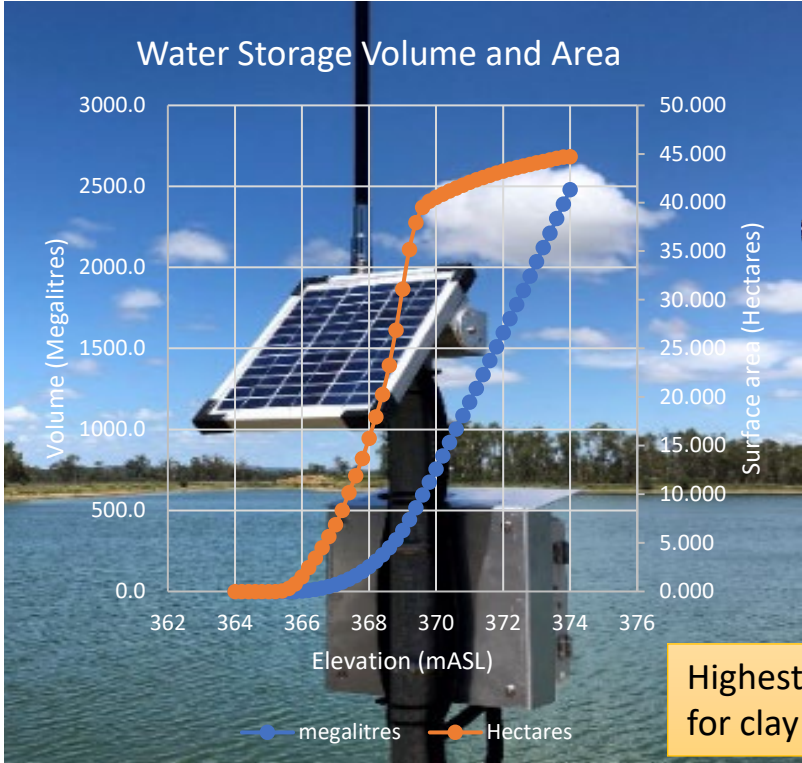 Water Storage Volume and Area
3000.0
2500.0
2000.0
1500.0
1000.0
500.0
0.0
Volume (Megalitres)
50.000
45.000
40.000
35.000
30.000
25.000
20.000
15.000
10.000
5.000
0.000
Surface area (Hectares)
362 364 366 368 370 372 374 376
Elevation (mASL)
megalitres Hectares
Highest
for clay